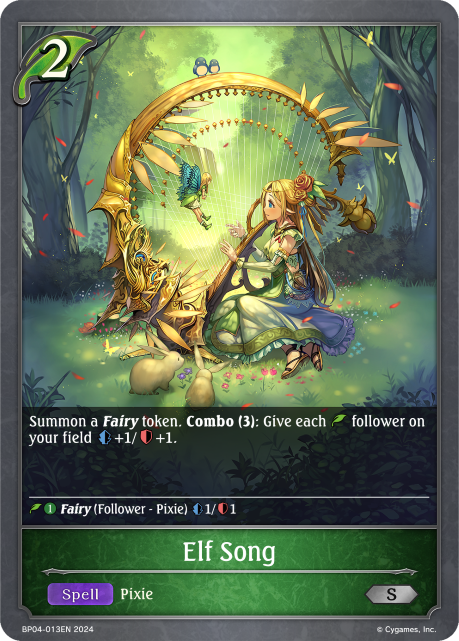 2
Summon a Fairy token. Combo (3): Give each follower on
your field +1/ +1.
1 Fairy (Follower - Pixie) 1/ 1
Elf Song
Spell Pixie S
BP04-013EN 2024 © Cygames, Inc.